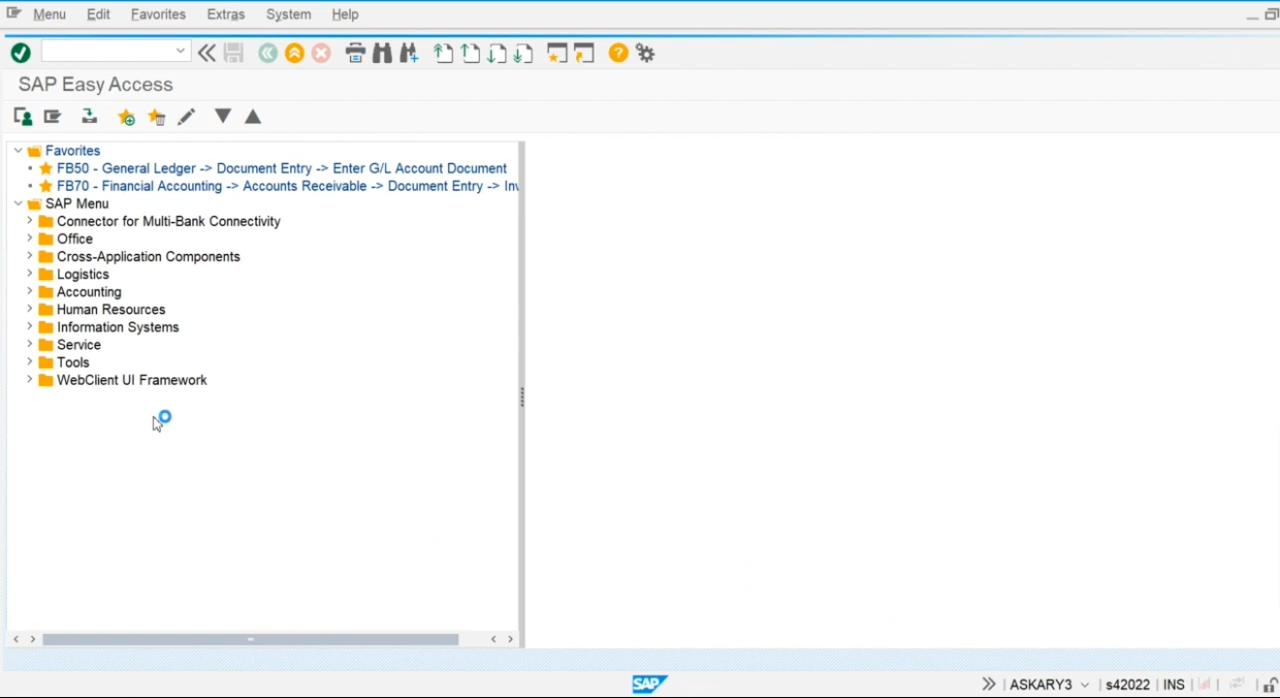 Menu Edit Favorites Extras System Help
SAP Easy Access
Favorites
FB50 - General Ledger -> Document Entry -> Enter G/L Account Document
FB70 - Financial Accounting -> Accounts Receivable -> Document Entry -> Inv
SAP Menu
Connector for Multi-Bank Connectivity
Office
Cross-Application Components
Logistics
Accounting
Human Resources
Information Systems
Service
Tools
WebClient UI Framework
SAP ASKARY3 s42022 INS